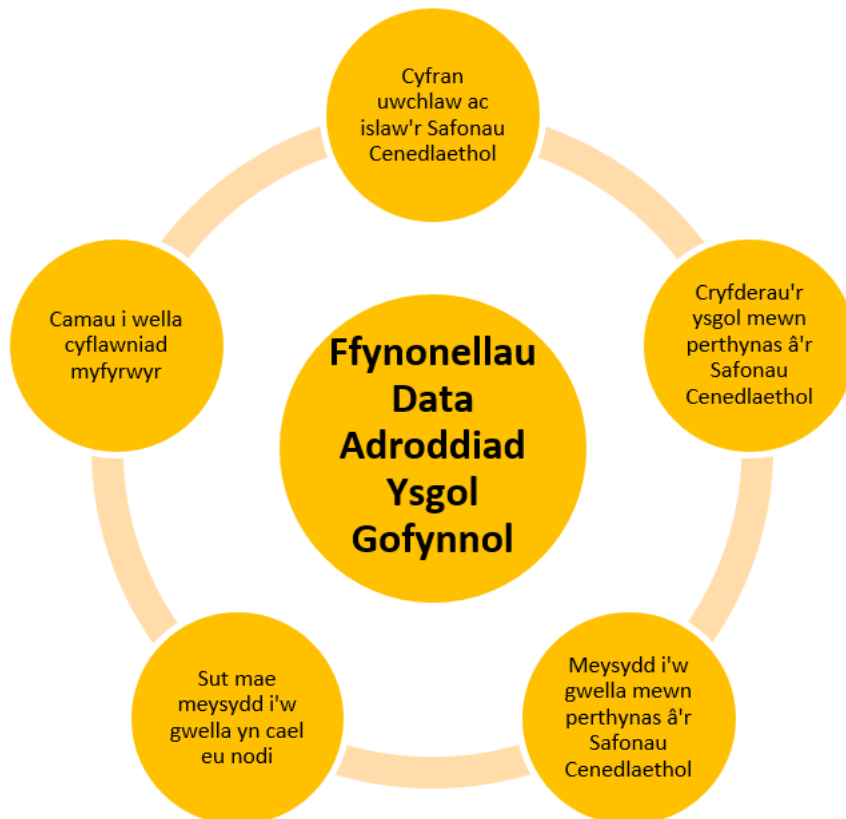 Cyfran
uwchlaw ac
islaw'r Safonau
Cenedlaethol
Cryfderau'r
ysgol mewn
perthynas â'r
Safonau
Cenedlaethol
Meysydd i'w
gwella mewn
perthynas â'r
Safonau
Cenedlaethol
Sut mae
meysydd i'w
gwella yn cael
eu nodi
Camau i wella
cyflawniad
myfyrwyr
Ffynonellau
Data
Adroddiad
Ysgol
Gofynnol